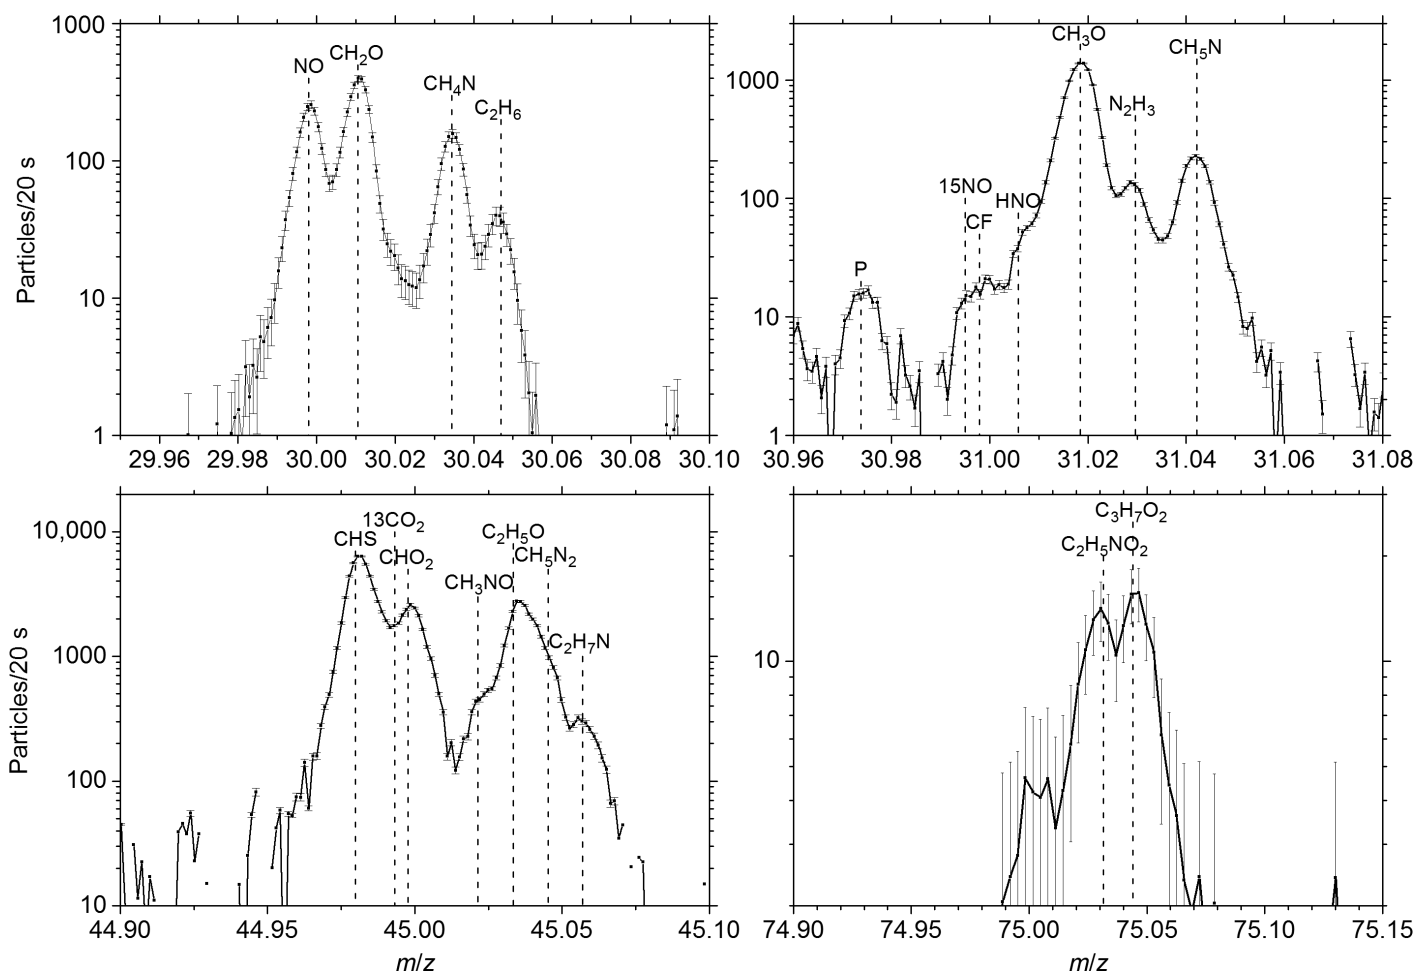 1000
100
10
1
Particles/20 s
NO
CH2O
CH4N
C2H6
29.96 29.98 30.00 30.02 30.04 30.06 30.08 30.10
1000
100
10
1
CH3O
CH5N
N2H3
15NO
CF
HNO
P
30.96 30.98 31.00 31.02 31.04 31.06 31.08
10,000
1000
100
10
Particles/20 s
13CO2
CHS
CHO2
C2H5O
CH5N2
CH3NO
C2H7N
44.90 44.95 45.00 45.05 45.10
m/z
10
C3H7O2
C2H5NO2
74.90 74.95 75.00 75.05 75.10 75.15
m/z